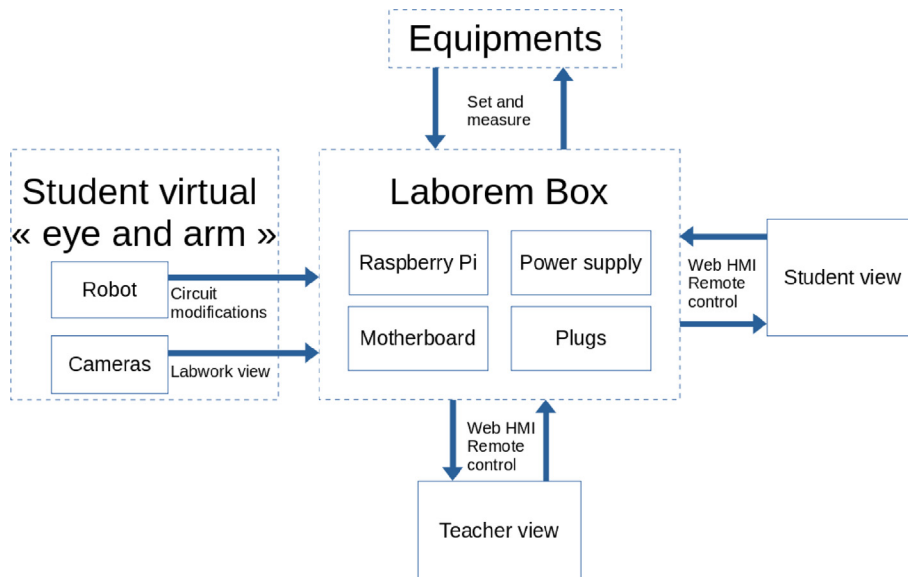 Equipments
Set and
measure
Student virtual
« eye and arm »
Robot
Circuit
modifications
Cameras
Labwork view
Laborem Box
Raspberry Pi
Power supply
Motherboard
Plugs
Web HMI
Remote
control
Student view
Web HMI
Remote
control
Teacher view